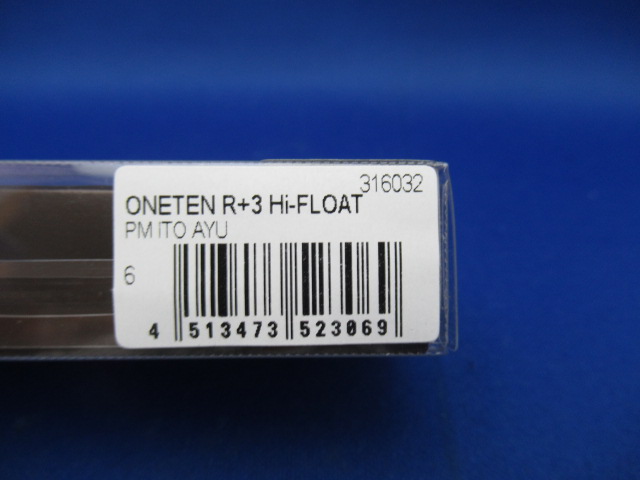 316032
ONETEN R+3 Hi-FLOAT
PM ITO AYU
6
4 513473 523069